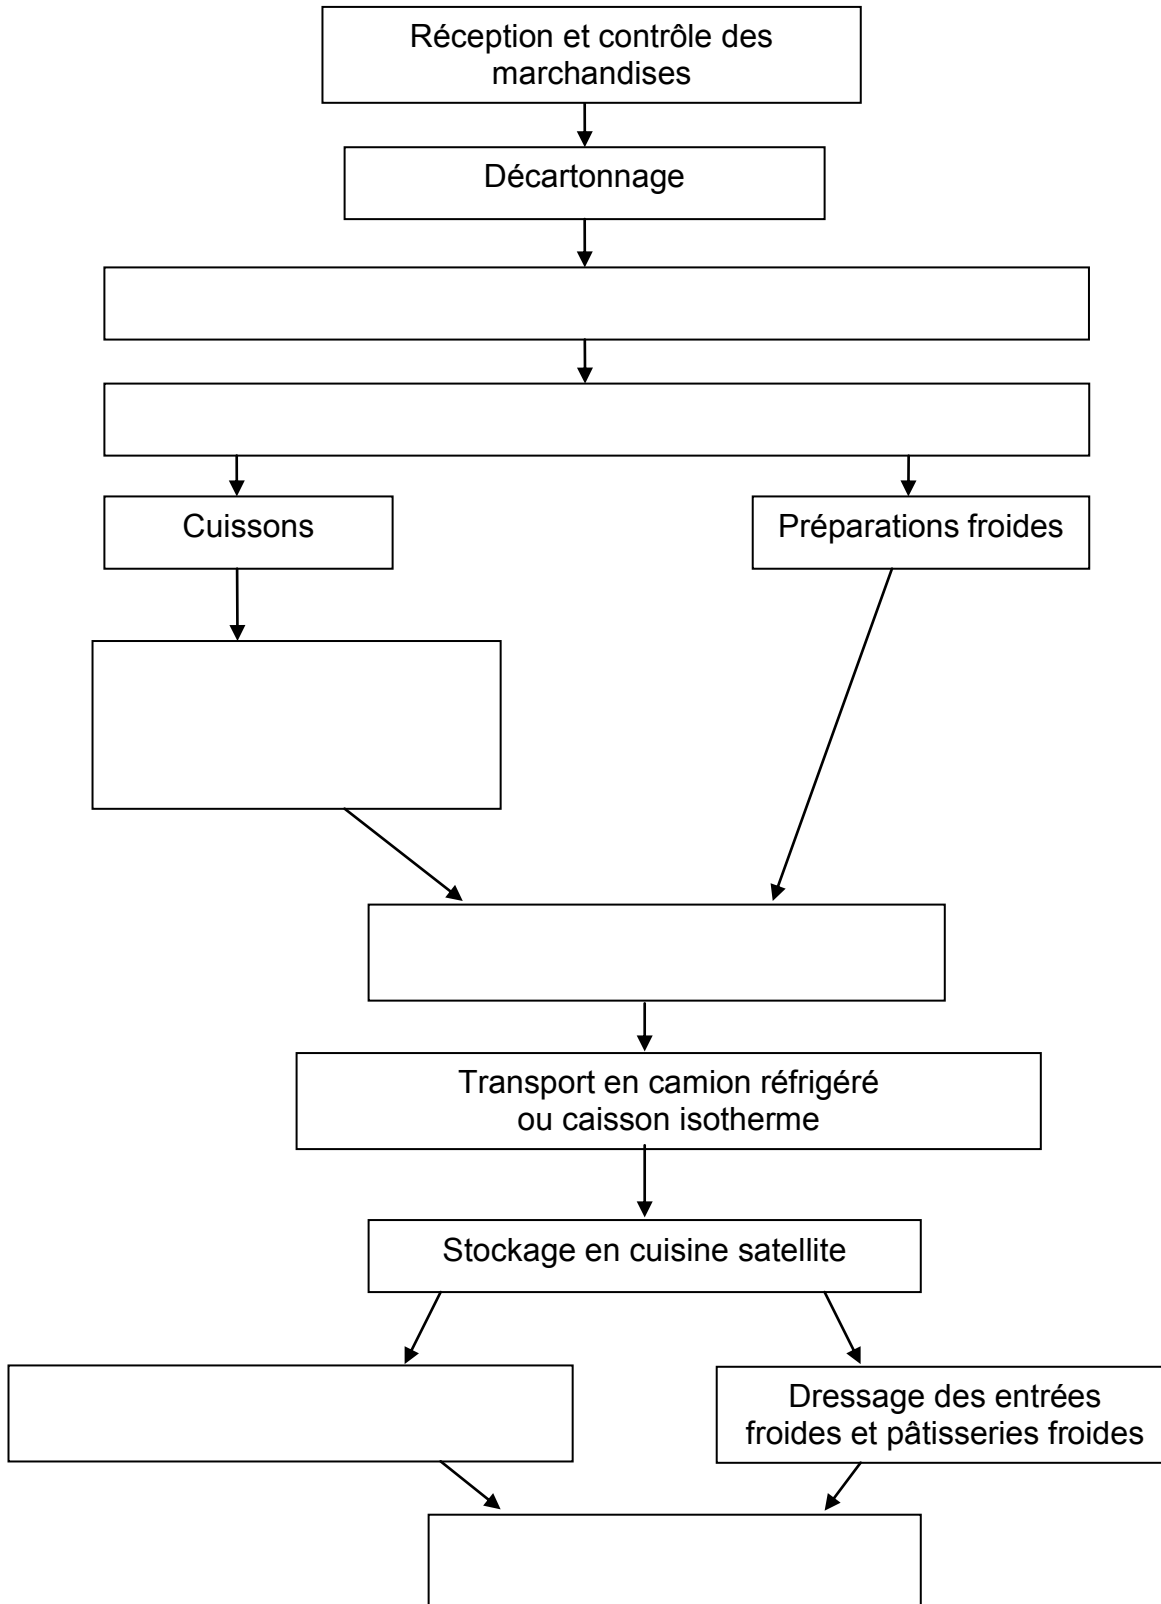 Réception et contrôle des
marchandises
Décartonnage
Cuissons
Préparations froides
Transport en camion réfrigéré
ou caisson isotherme
Stockage en cuisine satellite
Dressage des entrées
froides et pâtisseries froides